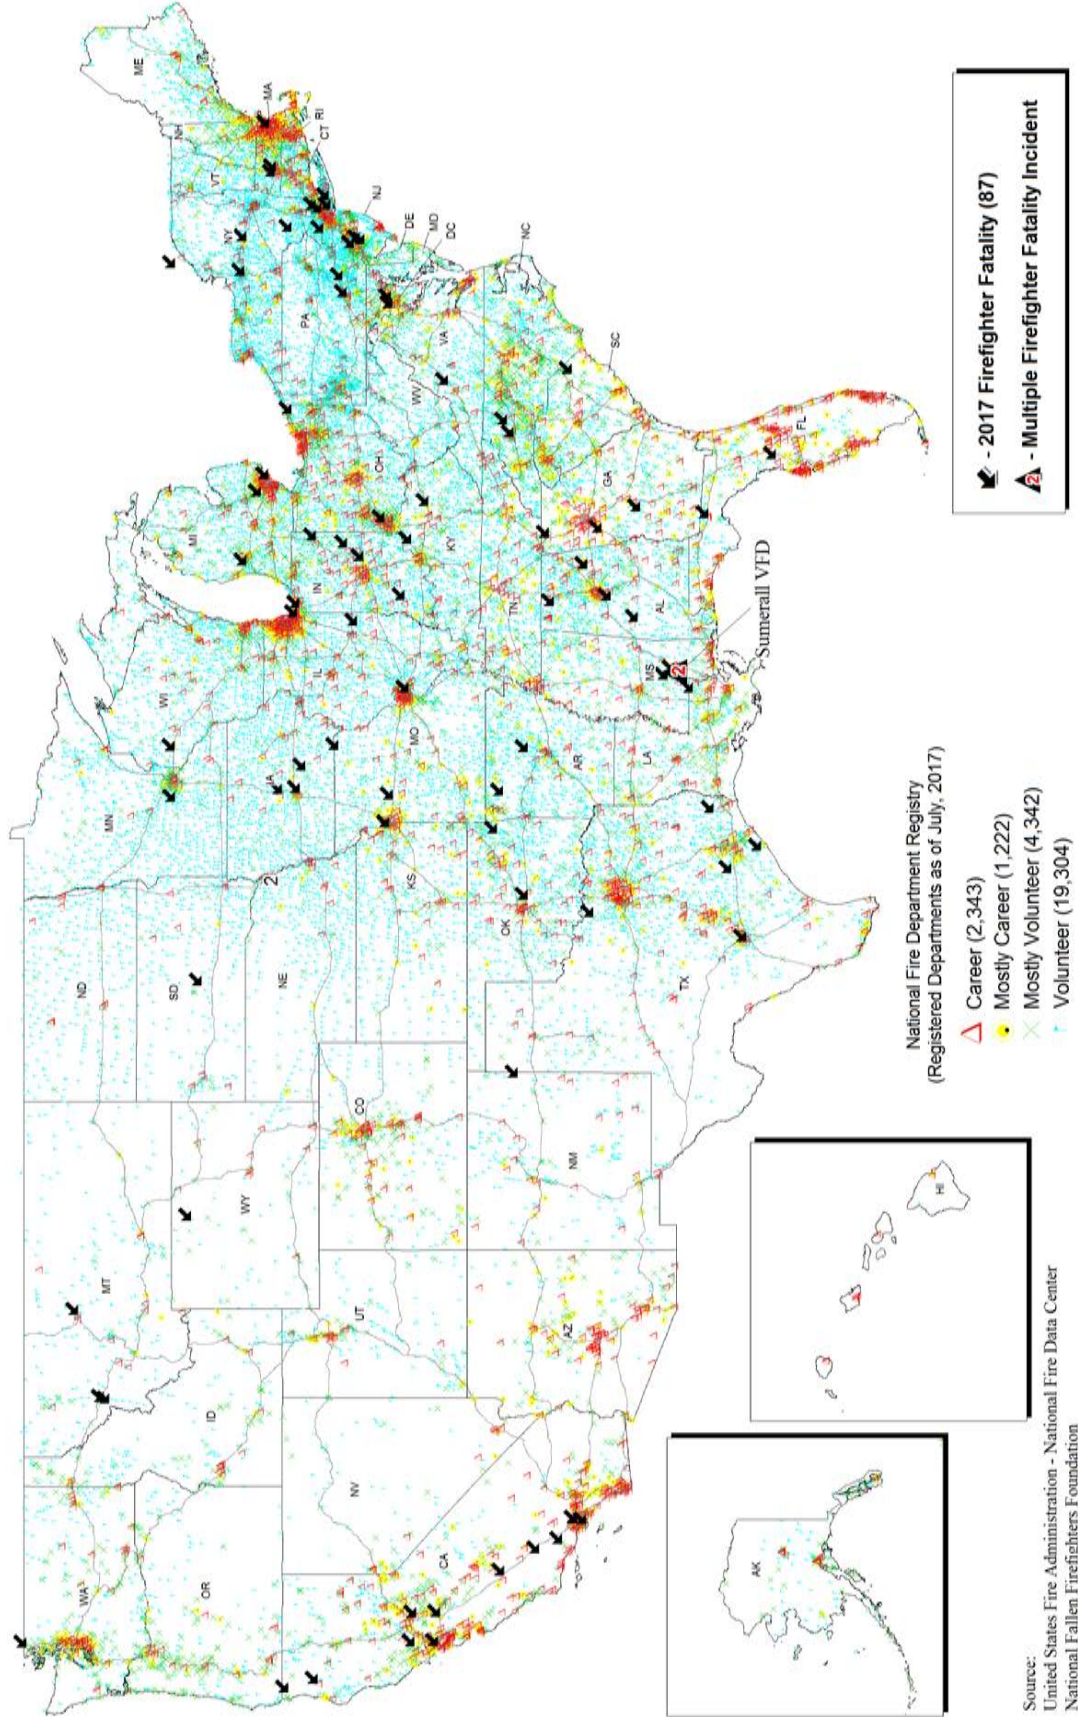 ME
NH
VT
MA
RI
CT
NY
NJ
PA
DE
MD
DC
VA
WV
NC
SC
OH
MI
IN
KY
TN
GA
FL
AL
MS
2
Sumerall VFD
WI
IL
MN
IA
MO
AR
LA
ND
SD
NE
2
KS
OK
TX
MT
WY
CO
NM
ID
UT
AZ
WA
OR
NV
CA
AK
HI
2 - 2017 Firefighter Fatality (87)
2 - Multiple Firefighter Fatality Incident
National Fire Department Registry
(Registered Departments as of July, 2017)
Career (2,343)
Mostly Career (1,222)
Mostly Volunteer (4,342)
Volunteer (19,304)
Source:
United States Fire Administration - National Fire Data Center
National Fallen Firefighters Foundation